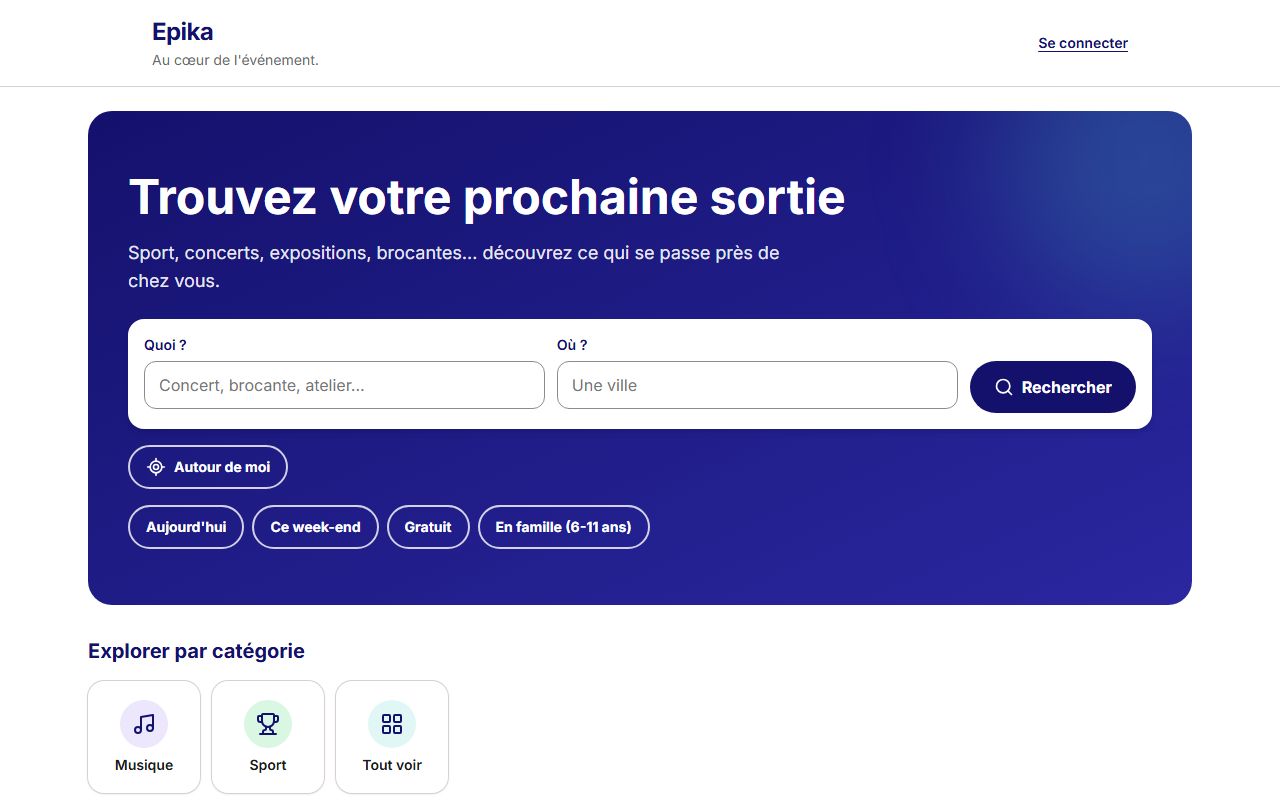 Epika
Au cœur de l'événement.
Se connecter
Trouvez votre prochaine sortie
Sport, concerts, expositions, brocantes… découvrez ce qui se passe près de
chez vous.
Quoi ?
Où ?
Concert, brocante, atelier…
Une ville
Rechercher
Autour de moi
Aujourd'hui
Ce week-end
Gratuit
En famille (6-11 ans)
Explorer par catégorie
Musique
Sport
Tout voir